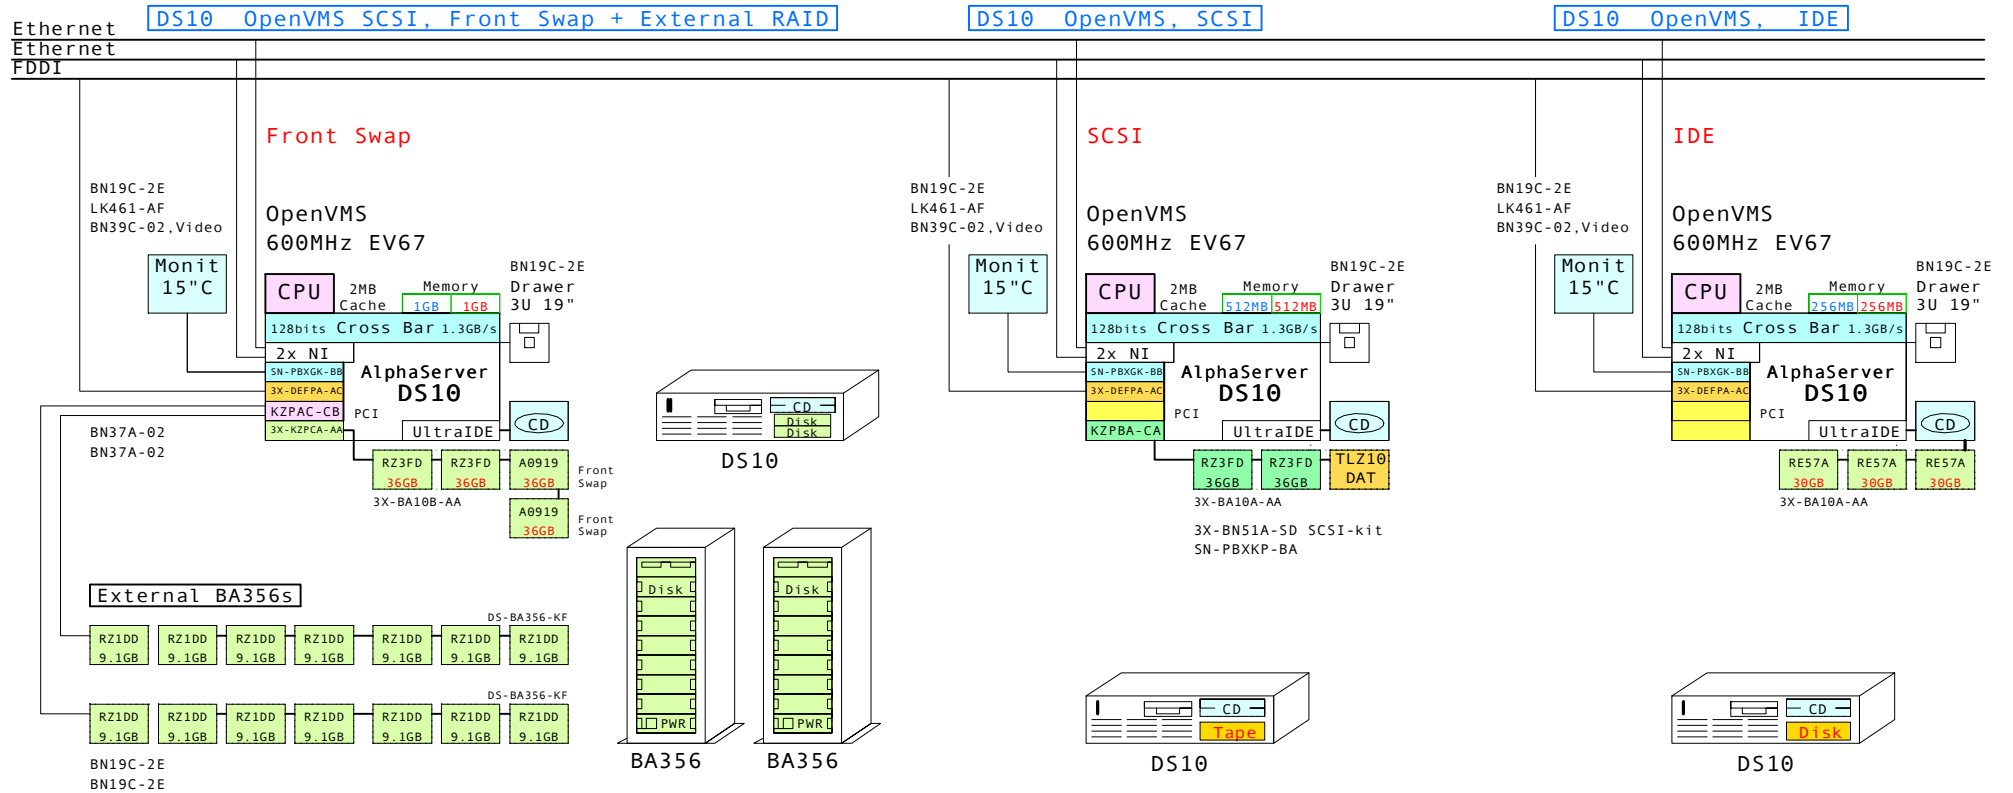 DS10  OpenVMS SCSI, Front Swap + External RAID
DS10  OpenVMS, SCSI
DS10  OpenVMS,  IDE
Ethernet
Ethernet
FDDI
Front Swap
BN19C-2E
LK461-AF
BN39C-02,Video
OpenVMS
600MHz EV67
Monit
15"C
CPU
2MB
Cache
Memory
1GB
1GB
BN19C-2E
Drawer
3U 19"
128bits Cross Bar 1.3GB/s
2x NI
SN-PBXGK-BB
3X-DEFPA-AC
KZPAC-CB
3X-KZPCA-AA
AlphaServer
DS10
PCI
UltraIDE
CD
BN37A-02
BN37A-02
RZ3FD
36GB
RZ3FD
36GB
A0919
36GB
Front
Swap
3X-BA10B-AA
A0919
36GB
Front
Swap
CD
Disk
Disk
DS10
External BA356s
DS-BA356-KF
RZ1DD
9.1GB
RZ1DD
9.1GB
RZ1DD
9.1GB
RZ1DD
9.1GB
RZ1DD
9.1GB
RZ1DD
9.1GB
RZ1DD
9.1GB
DS-BA356-KF
RZ1DD
9.1GB
RZ1DD
9.1GB
RZ1DD
9.1GB
RZ1DD
9.1GB
RZ1DD
9.1GB
RZ1DD
9.1GB
RZ1DD
9.1GB
BN19C-2E
BN19C-2E
Disk
PWR
BA356
Disk
PWR
BA356
SCSI
BN19C-2E
LK461-AF
BN39C-02,Video
OpenVMS
600MHz EV67
Monit
15"C
CPU
2MB
Cache
Memory
512MB
512MB
BN19C-2E
Drawer
3U 19"
128bits Cross Bar 1.3GB/s
2x NI
SN-PBXGK-BB
3X-DEFPA-AC
KZPBA-CA
AlphaServer
DS10
PCI
UltraIDE
CD
RZ3FD
36GB
RZ3FD
36GB
TLZ10
DAT
3X-BA10A-AA
3X-BN51A-SD SCSI-kit
SN-PBXKP-BA
CD
Tape
DS10
IDE
BN19C-2E
LK461-AF
BN39C-02,Video
OpenVMS
600MHz EV67
Monit
15"C
CPU
2MB
Cache
Memory
256MB
256MB
BN19C-2E
Drawer
3U 19"
128bits Cross Bar 1.3GB/s
2x NI
SN-PBXGK-BB
3X-DEFPA-AC
AlphaServer
DS10
PCI
UltraIDE
CD
RE57A
30GB
RE57A
30GB
RE57A
30GB
3X-BA10A-AA
CD
Disk
DS10